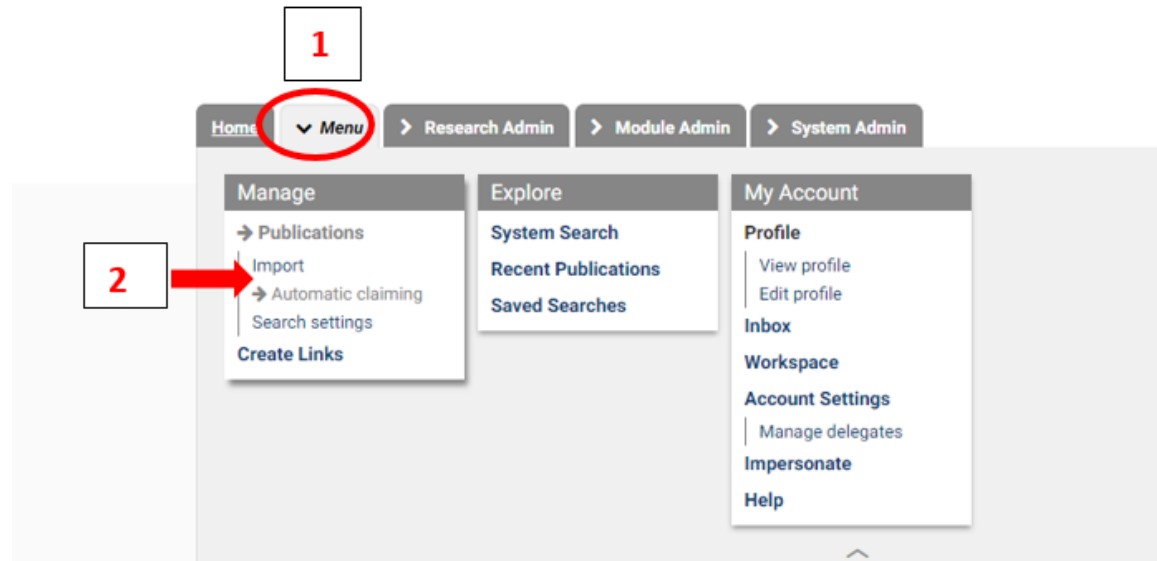 1
Home Menu Research Admin Module Admin System Admin
Manage
Publications
Import
Automatic claiming
Search settings
Create Links
Explore
System Search
Recent Publications
Saved Searches
My Account
Profile
View profile
Edit profile
Inbox
Workspace
Account Settings
Manage delegates
Impersonate
Help
2